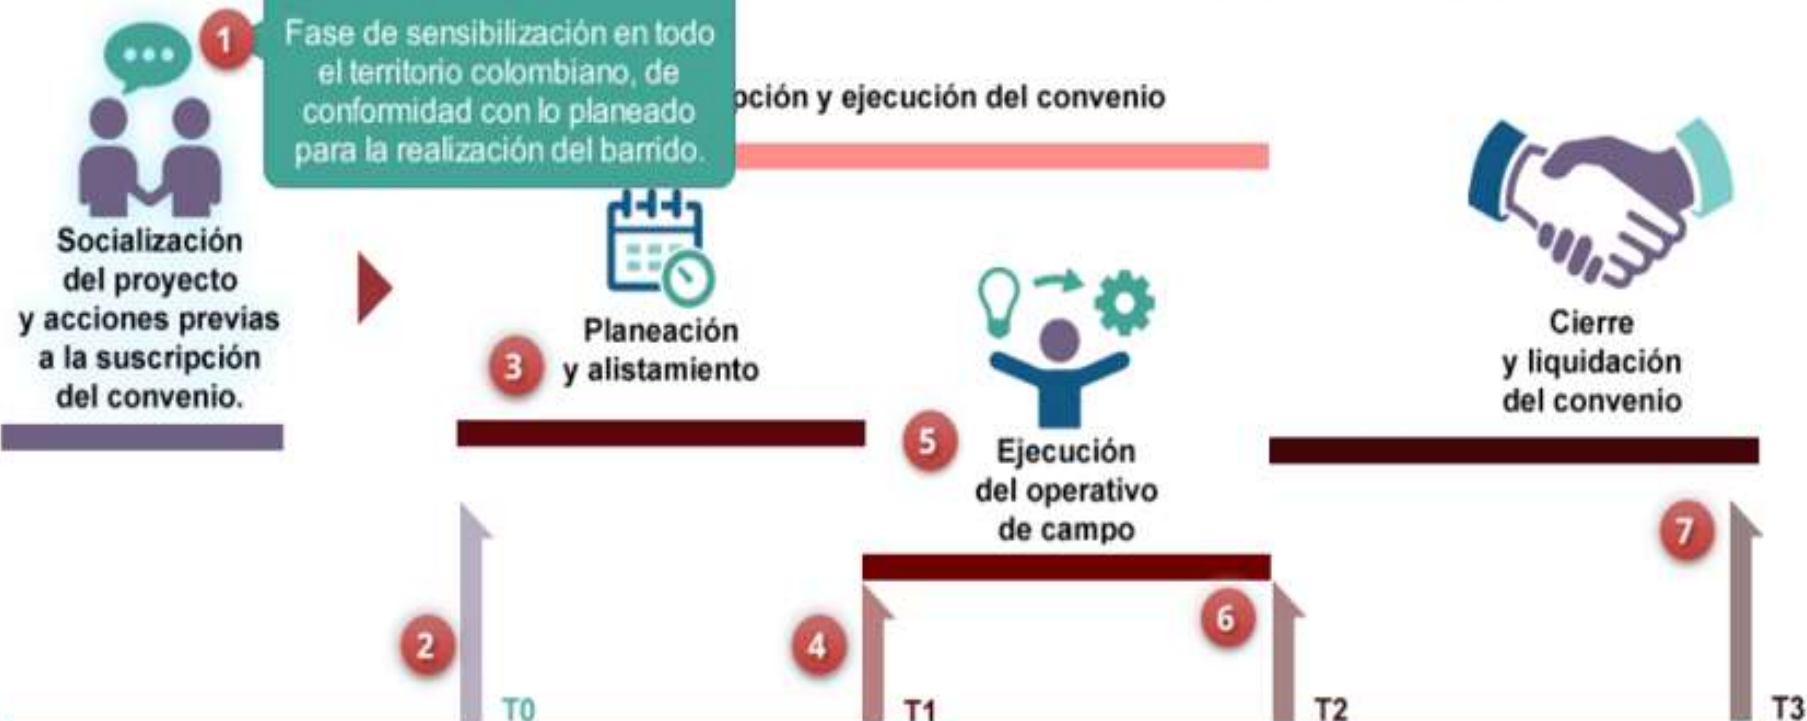 1
Fase de sensibilización en todo
el territorio colombiano, de
conformidad con lo planeado
para la realización del barrido.
y ejecución del convenio
Socialización
del proyecto
y acciones previas
a la suscripción
del convenio.
3
Planeación
y alistamiento
5
Ejecución
del operativo
de campo
Cierre
y liquidación
del convenio
2
T0
4
T1
6
T2
7
T3